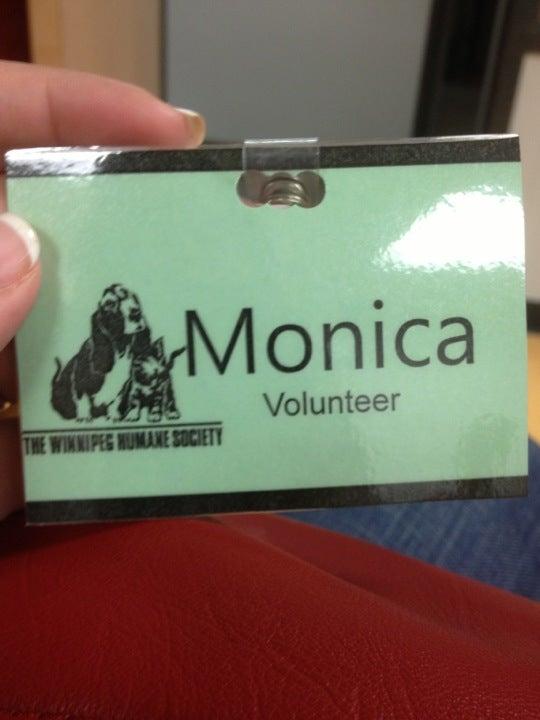 Monica
Volunteer
THE WINNIPEG HUMANE SOCIETY